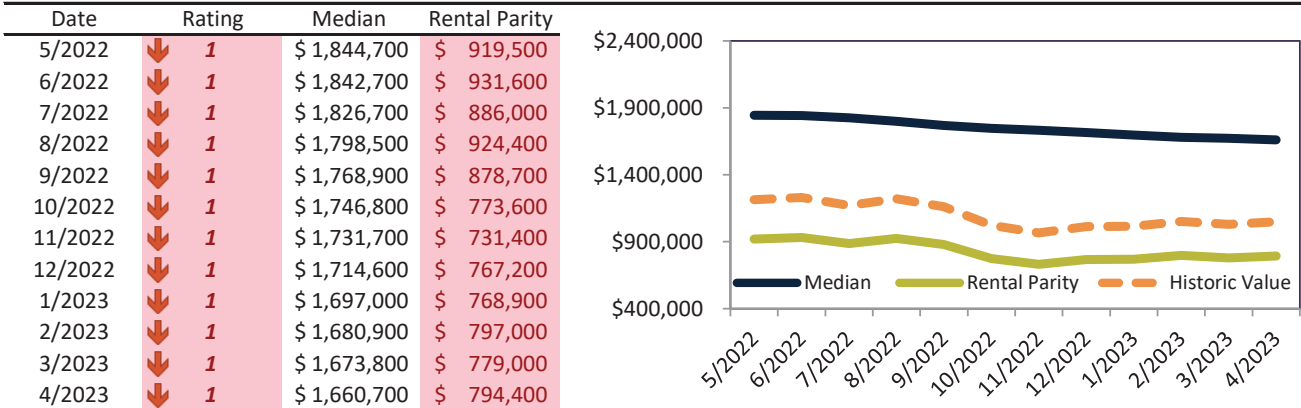 Date Rating Median Rental Parity
5/2022 1 $ 1,844,700 $ 919,500
6/2022 1 $ 1,842,700 $ 931,600
7/2022 1 $ 1,826,700 $ 886,000
8/2022 1 $ 1,798,500 $ 924,400
9/2022 1 $ 1,768,900 $ 878,700
10/2022 1 $ 1,746,800 $ 773,600
11/2022 1 $ 1,731,700 $ 731,400
12/2022 1 $ 1,714,600 $ 767,200
1/2023 1 $ 1,697,000 $ 768,900
2/2023 1 $ 1,680,900 $ 797,000
3/2023 1 $ 1,673,800 $ 779,000
4/2023 1 $ 1,660,700 $ 794,400
$2,400,000
$1,900,000
$1,400,000
$900,000
$400,000
Median Rental Parity Historic Value
5/2022 6/2022 7/2022 8/2022 9/2022 10/2022 11/2022 12/2022 1/2023 2/2023 3/2023 4/2023